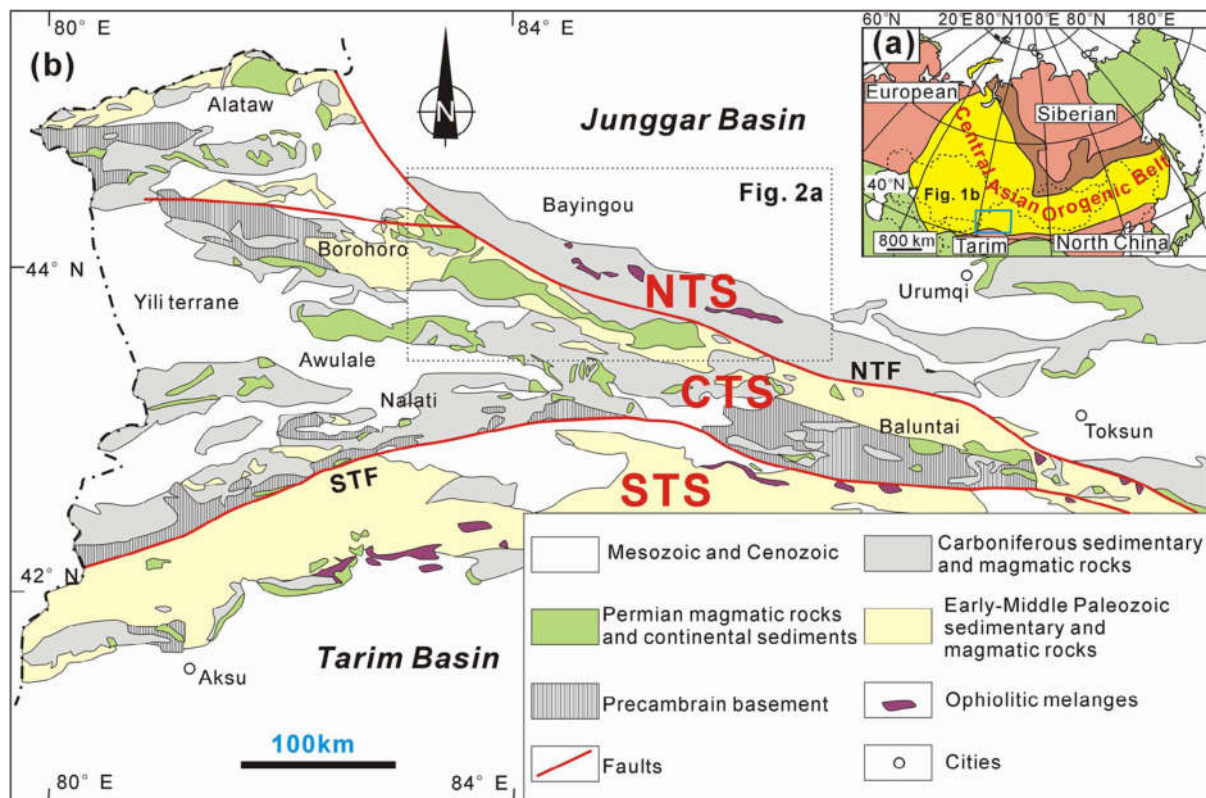 80° E
84° E
(b)
N
Alataw
Junggar Basin
Fig. 2a
Bayingou
Borohoro
44° N
NTS
Urumqi
Yili terrane
Awulale
NTF
CTS
Nalati
Baluntai
Toksun
STF
STS
42° N
Tarim Basin
Aksu
100km
80° E
84° E
(a)
60°N
20°E
80°N
100°E
80°N
180°E
European
Siberian
Central Asian Orogenic Belt
40°N
Fig. 1b
800 km
Tarim
North China
Mesozoic and Cenozoic
Carboniferous sedimentary
and magmatic rocks
Permian magmatic rocks
and continental sediments
Early-Middle Paleozoic
sedimentary and
magmatic rocks
Precambrain basement
Ophiolitic melanges
Faults
Cities